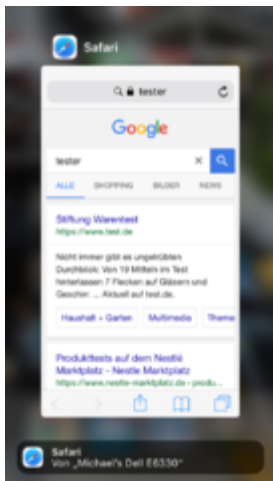 Safari
tester
Google
tester
ALLE SHOPPING BILDER NEWS
Stiftung Warentest
https://www.test.de
Nicht immer gibt es ungetrübten
Durchblick: Von 19 Mitteln im Test
hinterlassen 7 Flecken auf Gläsern und
Geschirr. ... Aktuell auf test.de.
Haushalt + Garten Multimedia Theme
Produkttests auf dem Nestlé
Marktplatz - Nestle Marktplatz
https://www.nestle-marktplatz.de › produ...
Safari
Von „Michael's Dell E6330“